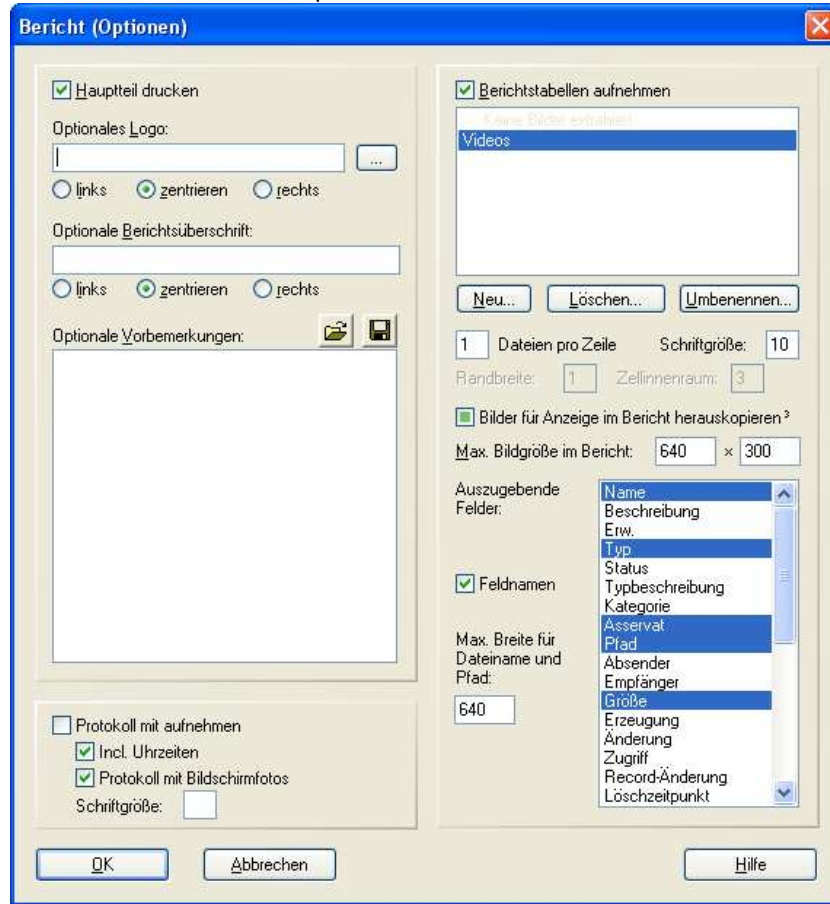 Bericht (Optionen)
Hauptteil drucken
Optionales Logo:
...
links zentrieren rechts
Optionale Berichtsüberschrift:
links zentrieren rechts
Optionale Vorbemerkungen:
Protokoll mit aufnehmen
Incl. Uhrzeiten
Protokoll mit Bildschirmfotos
Schriftgröße:
Berichtstabellen aufnehmen
Keine Bilder extrahiert
Videos
Neu... Löschen... Umbenennen...
1 Dateien pro Zeile Schriftgröße: 10
Randbreite: 1 Zellinnenraum: 3
Bilder für Anzeige im Bericht herauskopieren ³
Max. Bildgröße im Bericht: 640 × 300
Auszugebende
Felder:
Feldnamen
Max. Breite für
Dateiname und
Pfad:
640
Name
Beschreibung
Erw.
Typ
Status
Typbeschreibung
Kategorie
Asservat
Pfad
Absender
Empfänger
Größe
Erzeugung
Änderung
Zugriff
Record-Änderung
Löschzeitpunkt
OK Abbrechen Hilfe